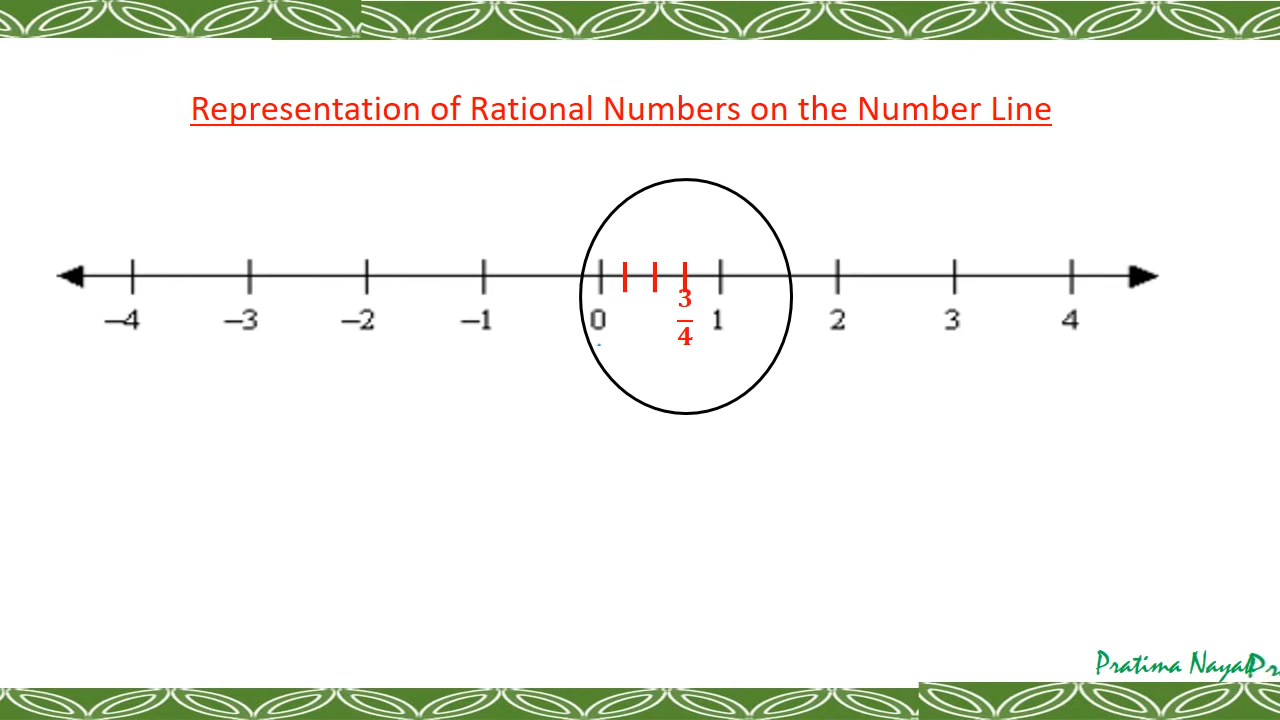 Representation of Rational Numbers on the Number Line
–4 –3 –2 –1 0 3/4 1 2 3 4
Pratima